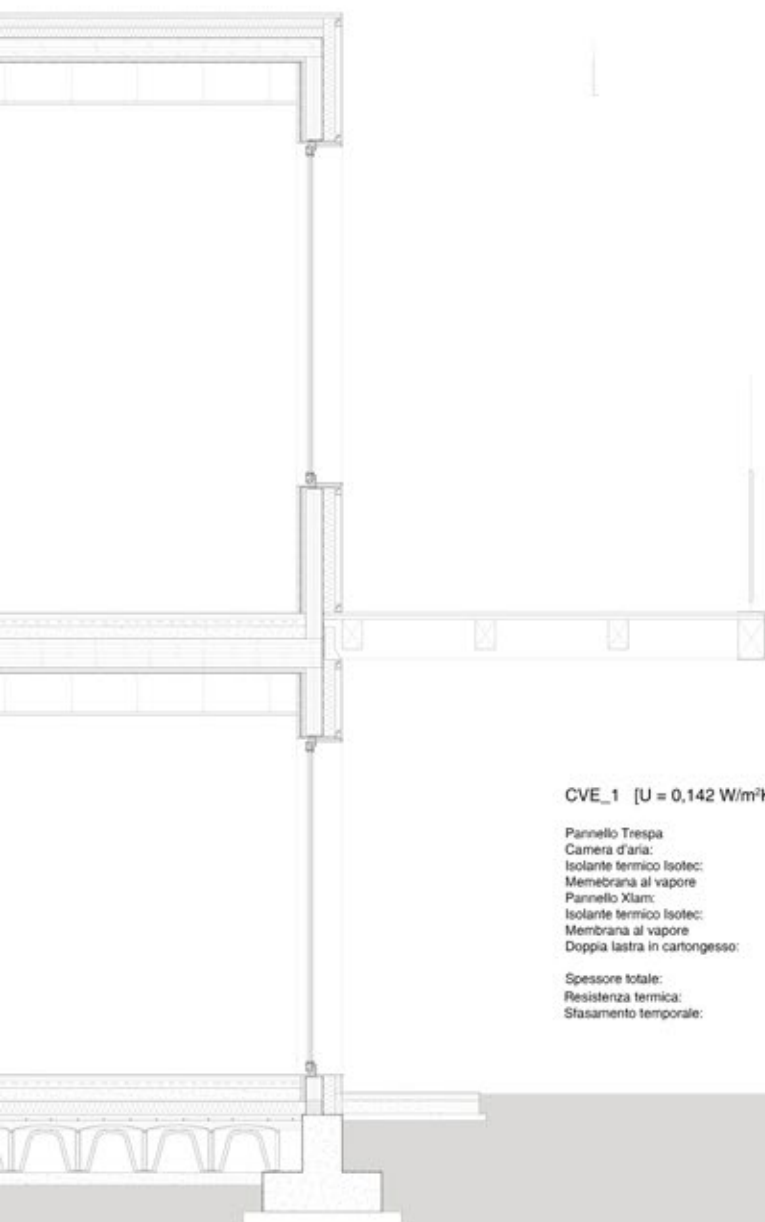 CVE_1 [U = 0,142 W/m²K
Pannello Trespa
Camera d'aria:
Isolante termico Isotec:
Memebrana al vapore
Pannello Xlam:
Isolante termico Isotec:
Membrana al vapore
Doppia lastra in cartongesso:
Spessore totale:
Resistenza termica:
Sfasamento temporale: